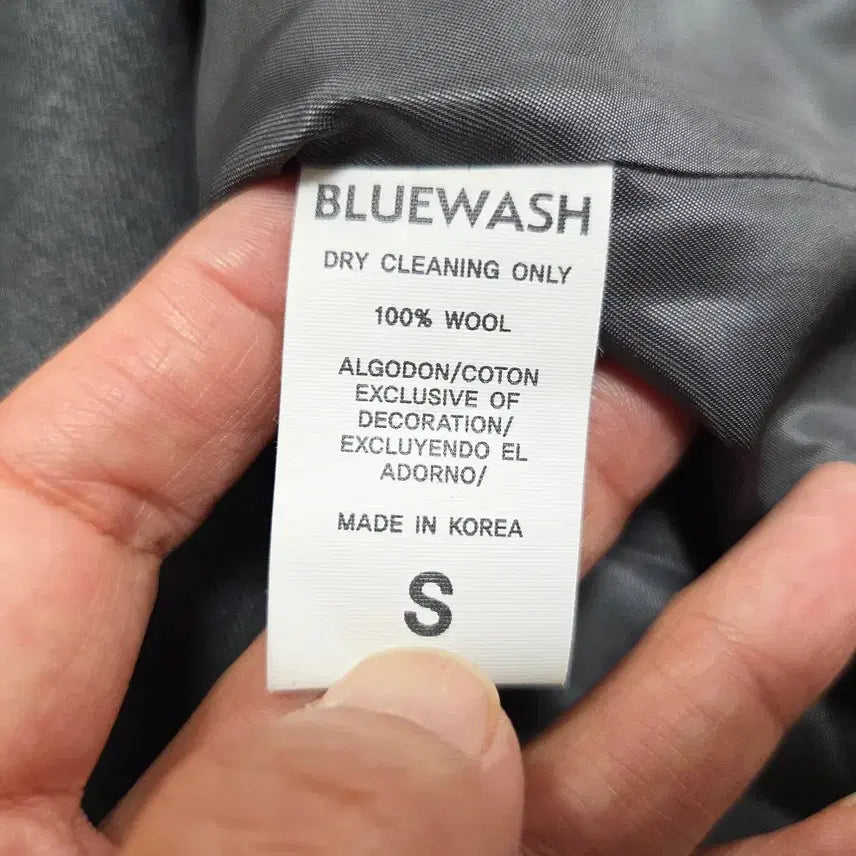 BLUEWASH
DRY CLEANING ONLY
100% WOOL
ALGODON/COTON
EXCLUSIVE OF
DECORATION/
EXCLUYENDO EL
ADORNO/
MADE IN KOREA
S